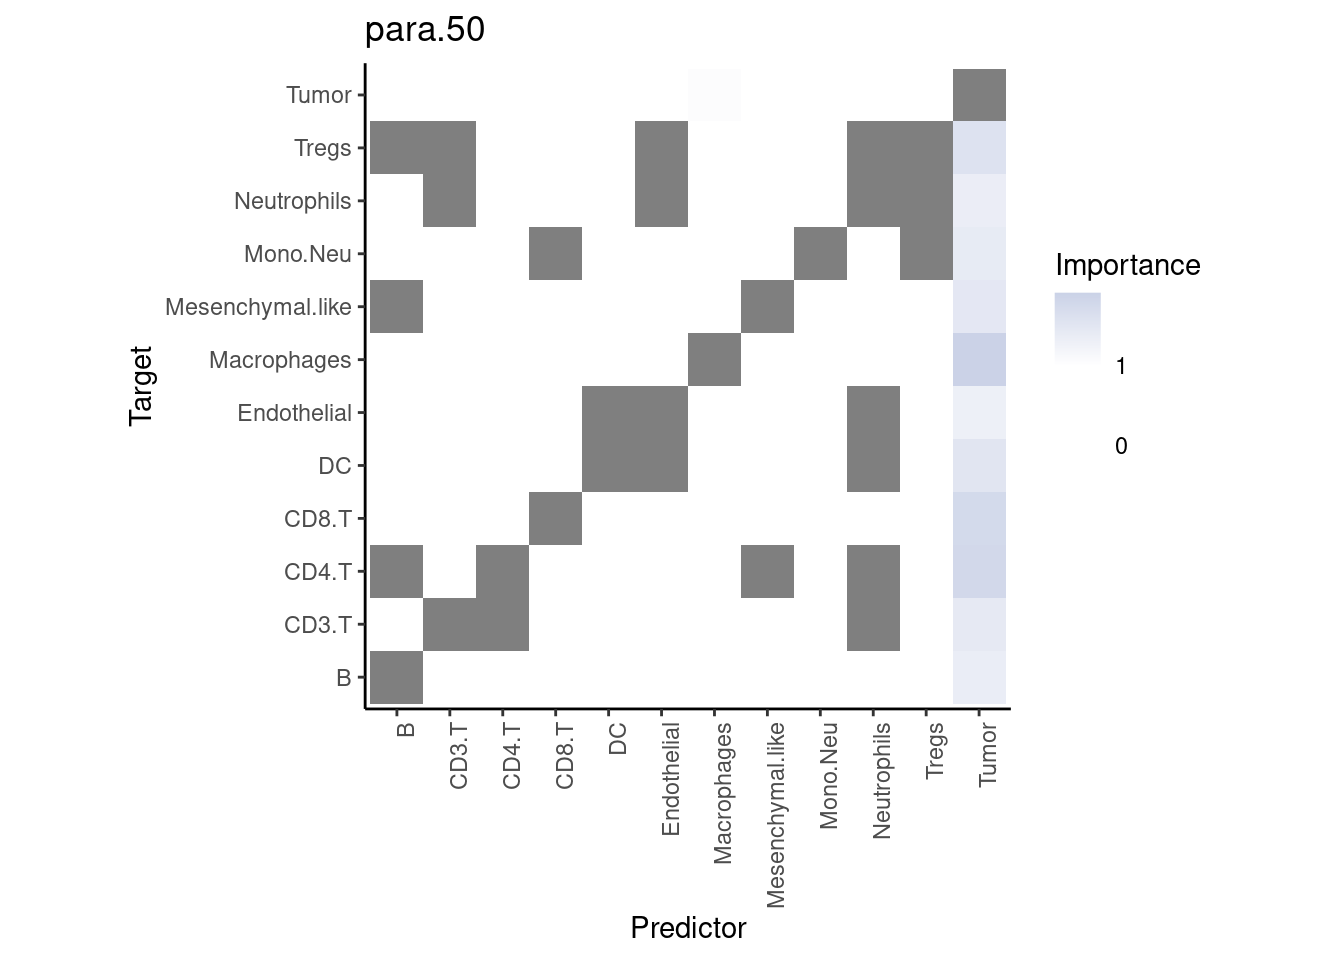 para.50
Tumor
Tregs
Neutrophils
Mono.Neu
Mesenchymal.like
Macrophages
Endothelial
DC
CD8.T
CD4.T
CD3.T
B
Target
B
CD3.T
CD4.T
CD8.T
DC
Endothelial
Macrophages
Mesenchymal.like
Mono.Neu
Neutrophils
Tregs
Tumor
Predictor
Importance
1
0